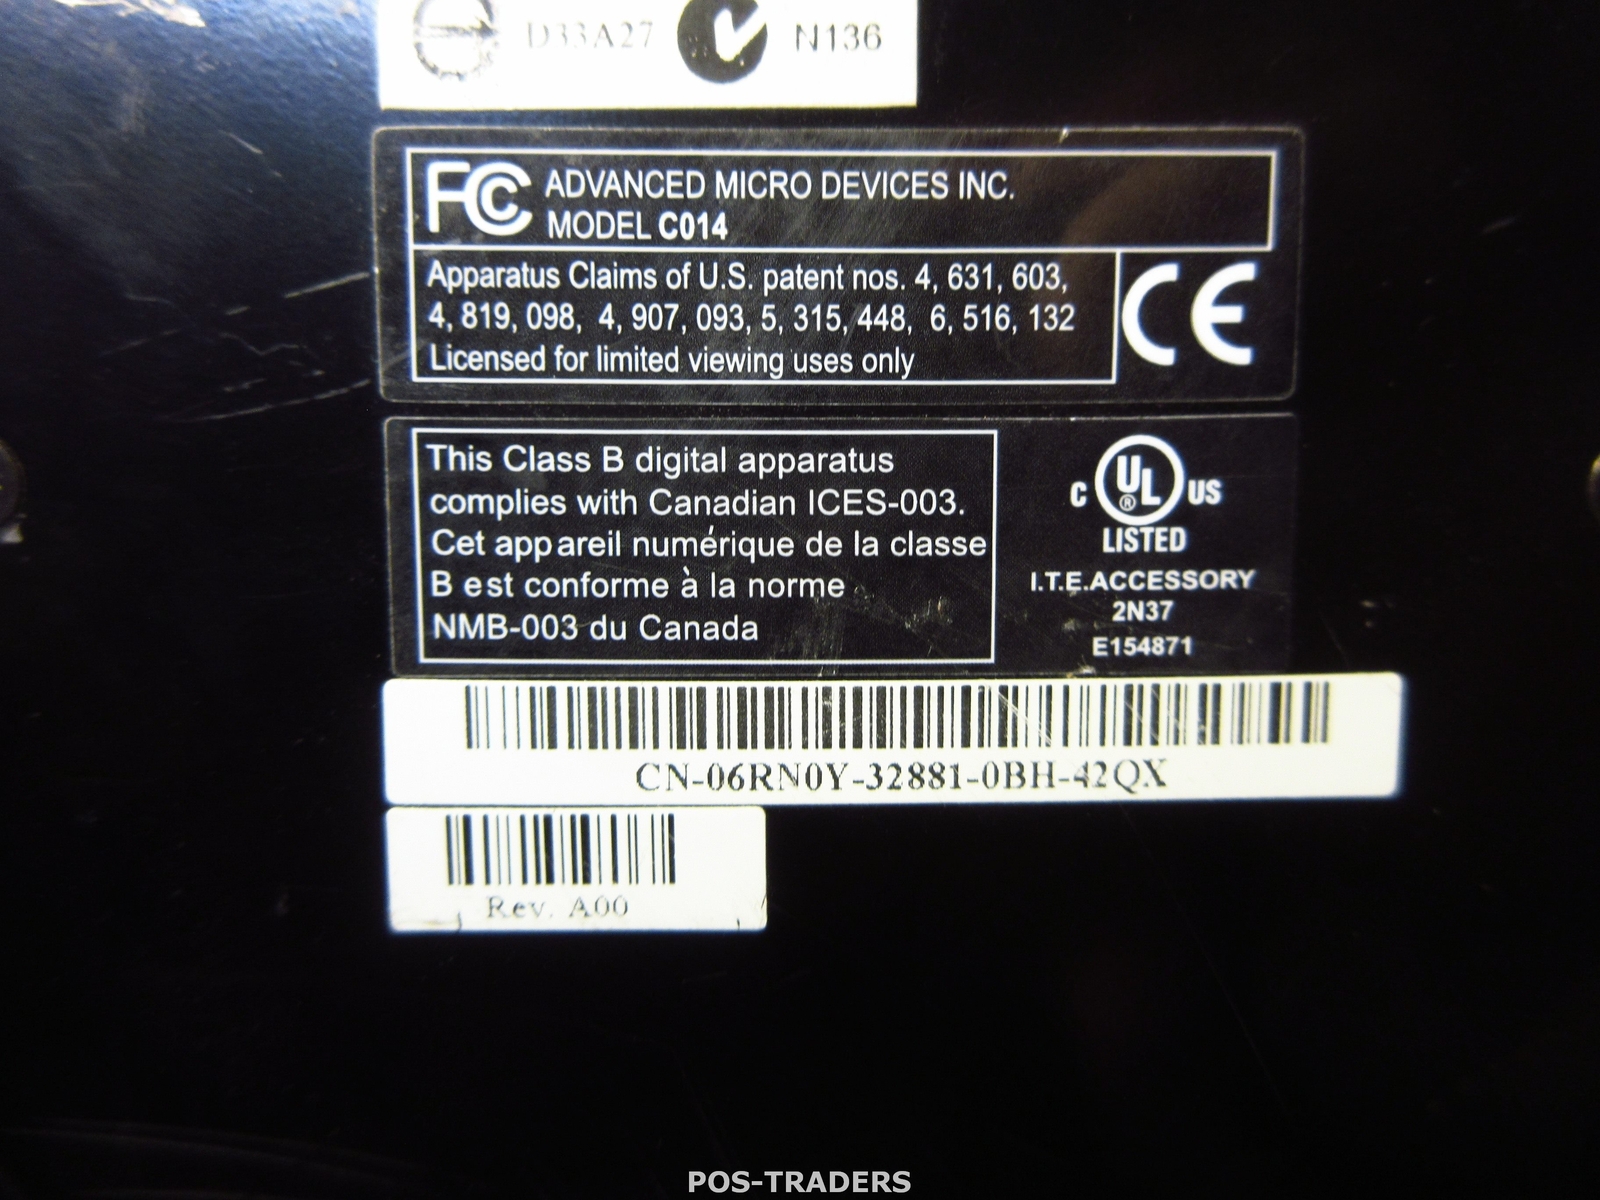 D33A27 N136
FCC ADVANCED MICRO DEVICES INC.
MODEL C014
Apparatus Claims of U.S. patent nos. 4, 631, 603,
4, 819, 098, 4, 907, 093, 5, 315, 448, 6, 516, 132
Licensed for limited viewing uses only
CE
This Class B digital apparatus
complies with Canadian ICES-003.
Cet appareil numérique de la classe
B est conforme à la norme
NMB-003 du Canada
C UL ® US
LISTED
I.T.E.ACCESSORY
2N37
E154871
CN-06RN0Y-32881-0BH-42QX
Rev. A00
POS-TRADERS